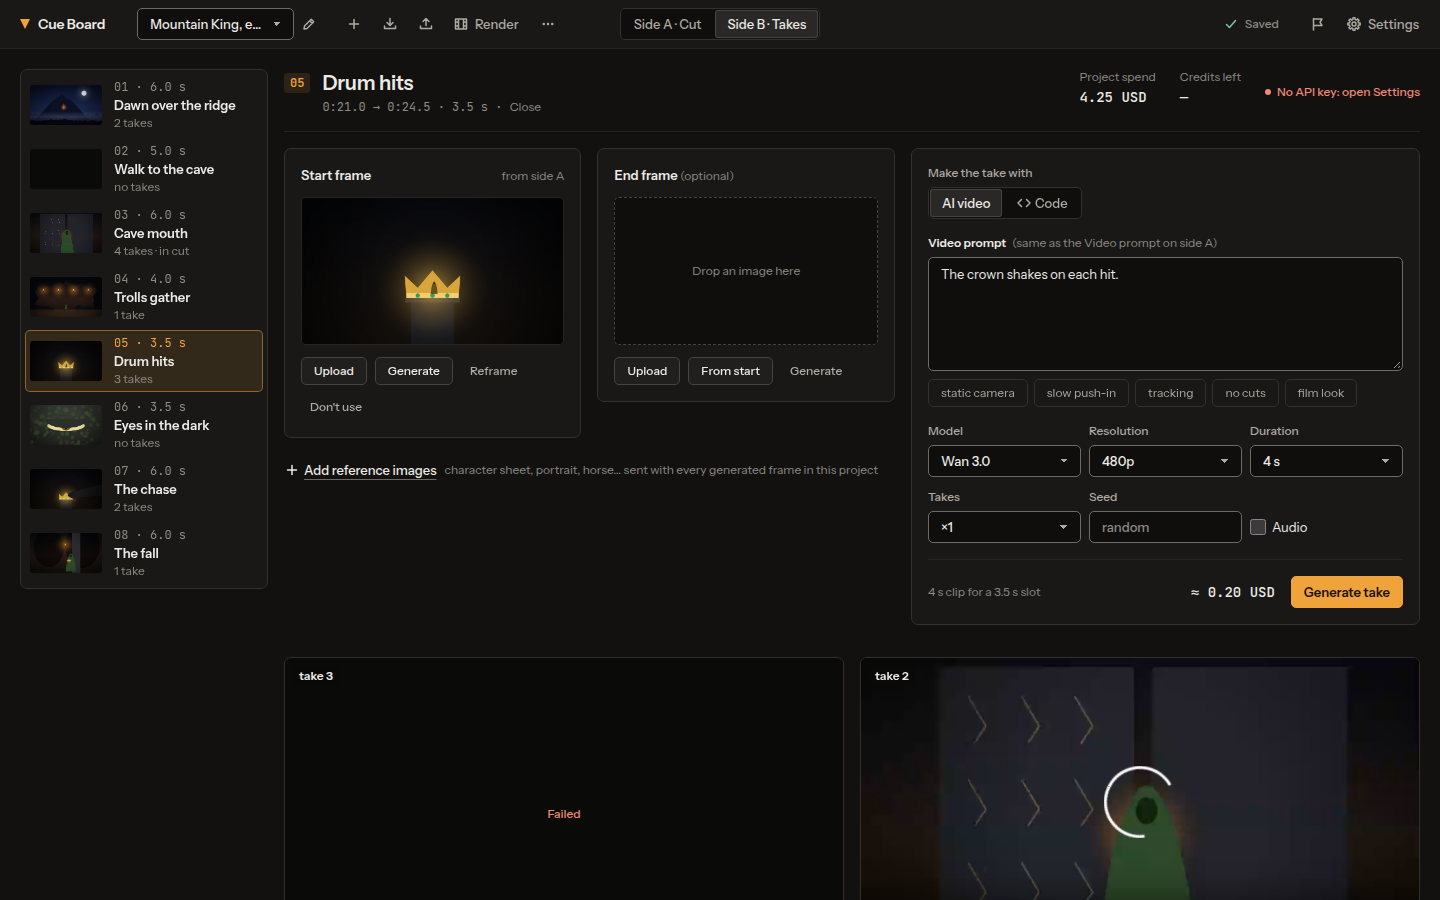 Cue Board
Mountain King, e...
Render
Side A · Cut
Side B · Takes
Saved
Settings
01 · 6.0 s
Dawn over the ridge
2 takes
02 · 5.0 s
Walk to the cave
no takes
03 · 6.0 s
Cave mouth
4 takes · in cut
04 · 4.0 s
Trolls gather
1 take
05 · 3.5 s
Drum hits
3 takes
06 · 3.5 s
Eyes in the dark
no takes
07 · 6.0 s
The chase
2 takes
08 · 6.0 s
The fall
1 take
05
Drum hits
0:21.0 → 0:24.5 · 3.5 s · Close
Project spend
4.25 USD
Credits left
—
No API key: open Settings
Start frame
from side A
Upload
Generate
Reframe
Don't use
End frame (optional)
Drop an image here
Upload
From start
Generate
+ Add reference images character sheet, portrait, horse... sent with every generated frame in this project
Make the take with
AI video
<> Code
Video prompt (same as the Video prompt on side A)
The crown shakes on each hit.
static camera
slow push-in
tracking
no cuts
film look
Model
Resolution
Duration
Wan 3.0
480p
4 s
Takes
Seed
×1
random
Audio
4 s clip for a 3.5 s slot
≈ 0.20 USD
Generate take
take 3
Failed
take 2